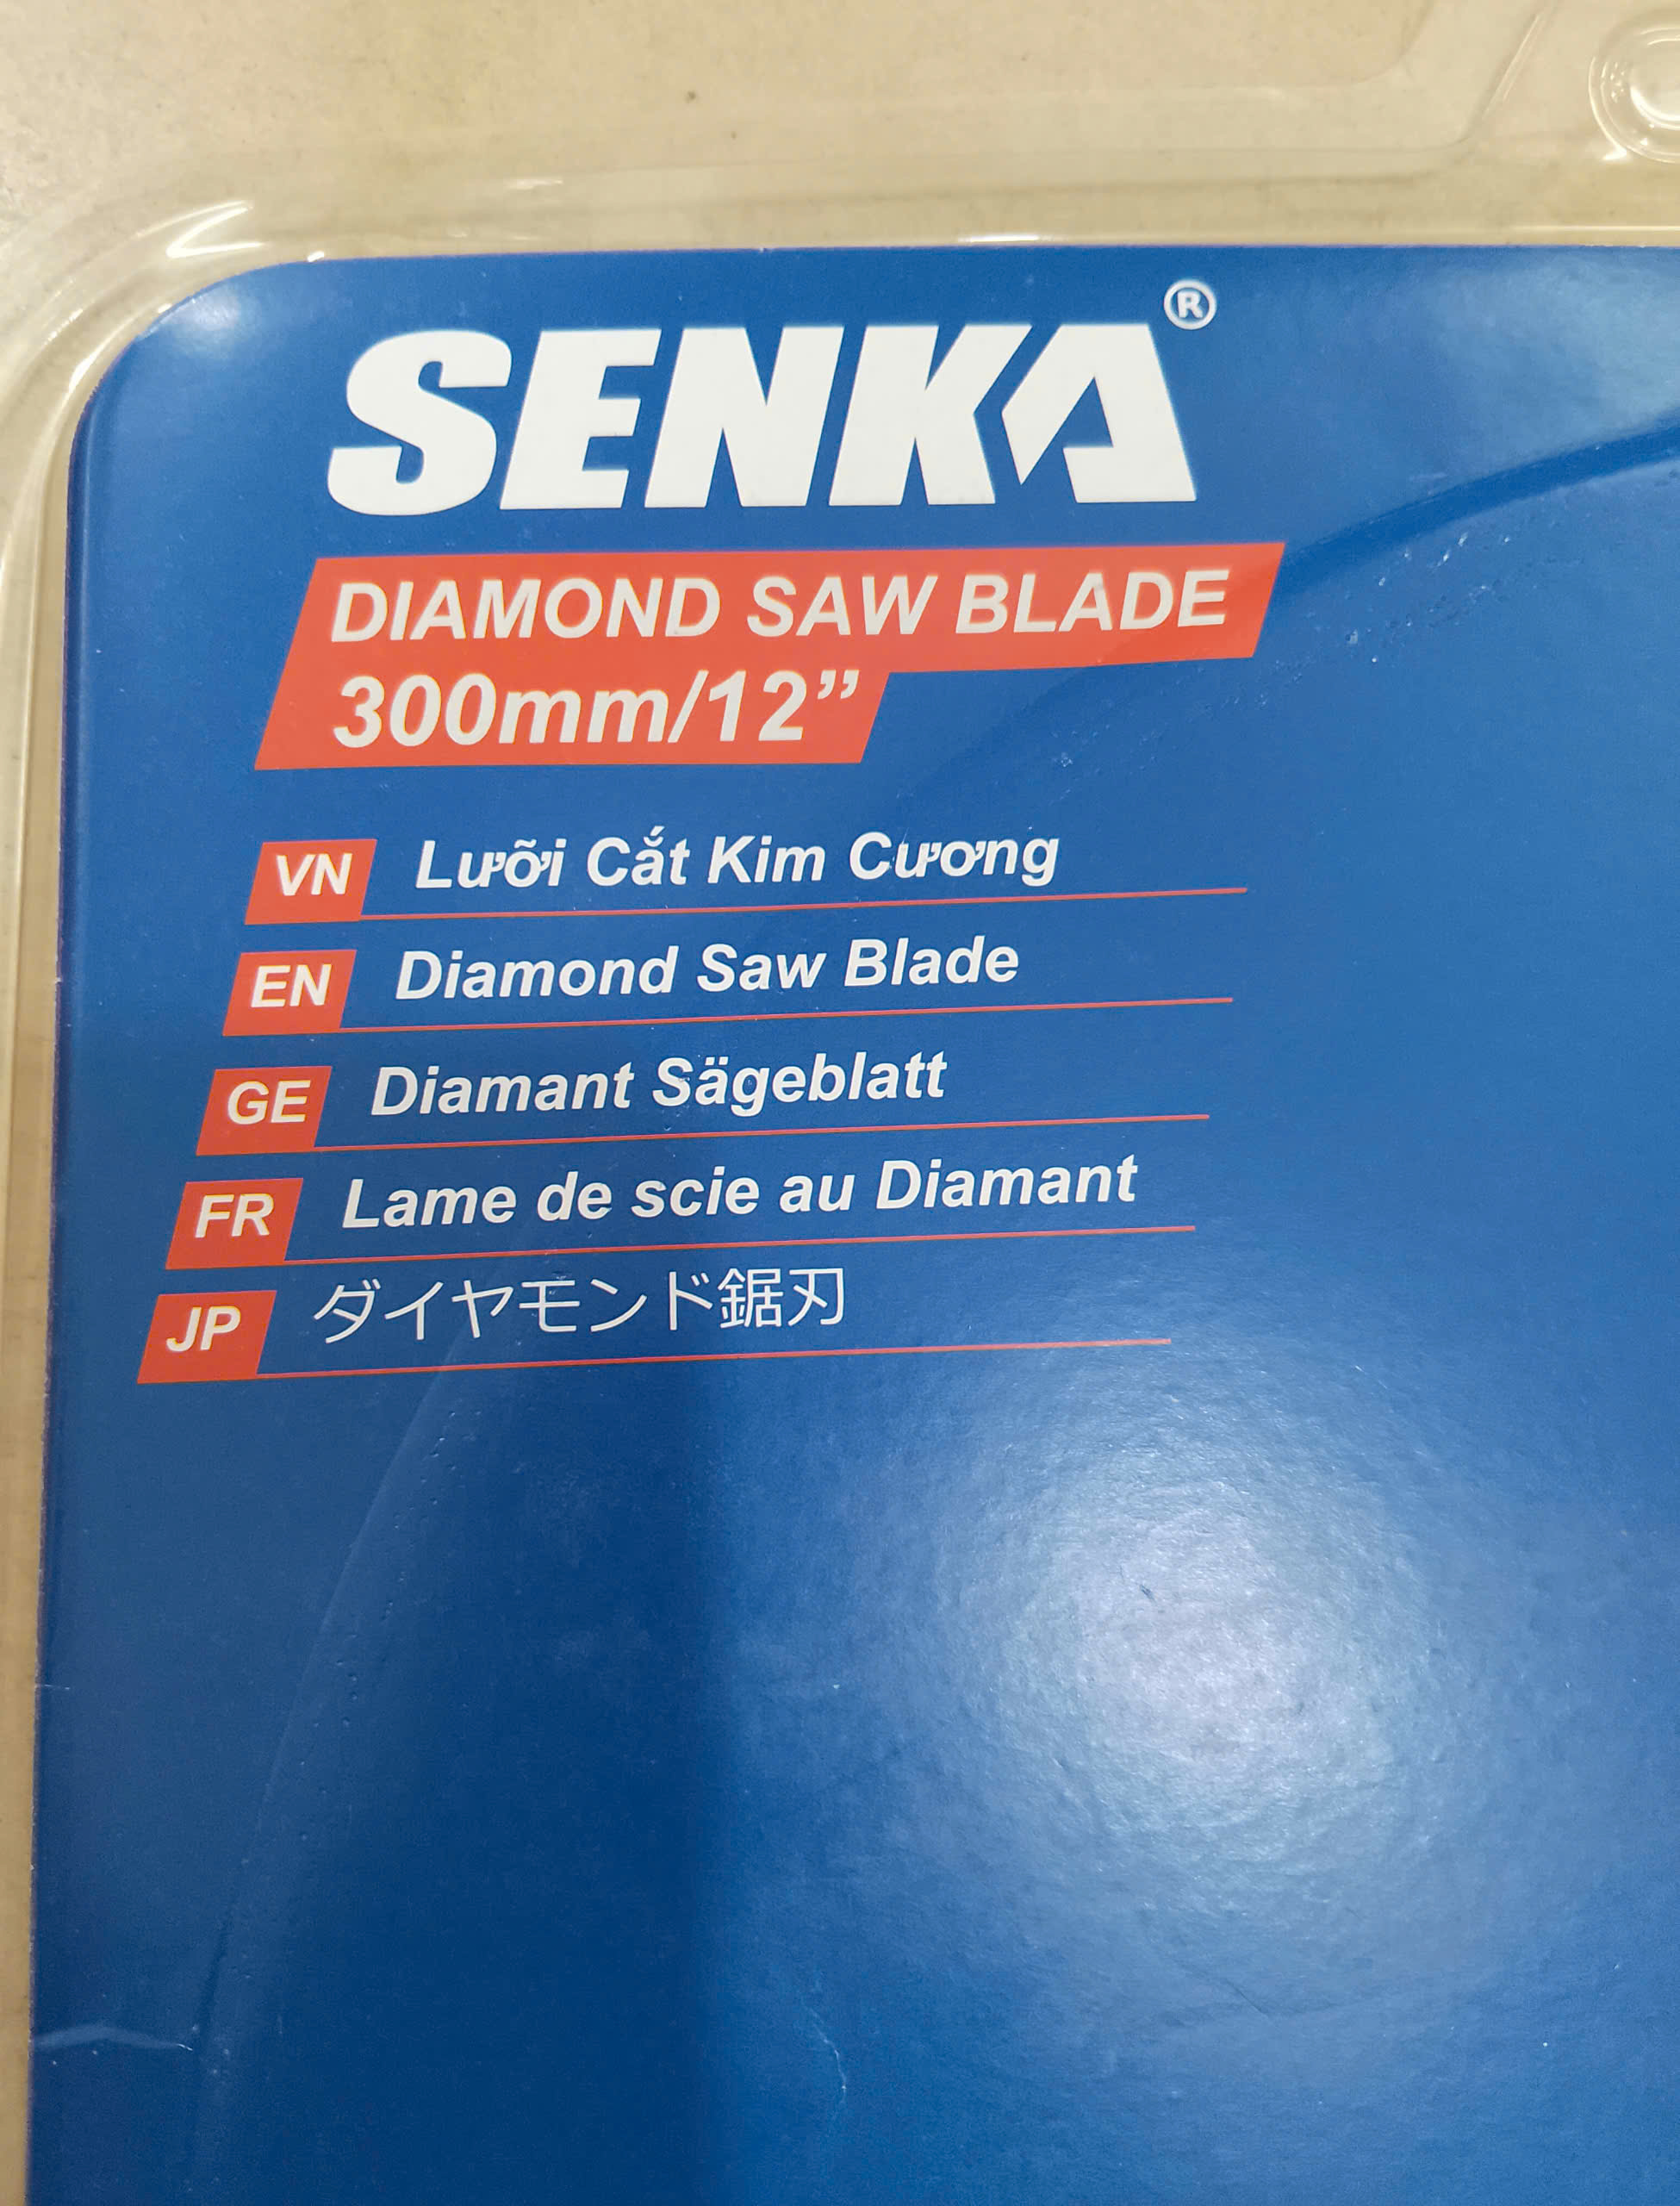 SENKA®
DIAMOND SAW BLADE
300mm/12”
VN Lưỡi Cắt Kim Cương
EN Diamond Saw Blade
GE Diamant Sägeblatt
FR Lame de scie au Diamant
JP ダイヤモンド鋸刃